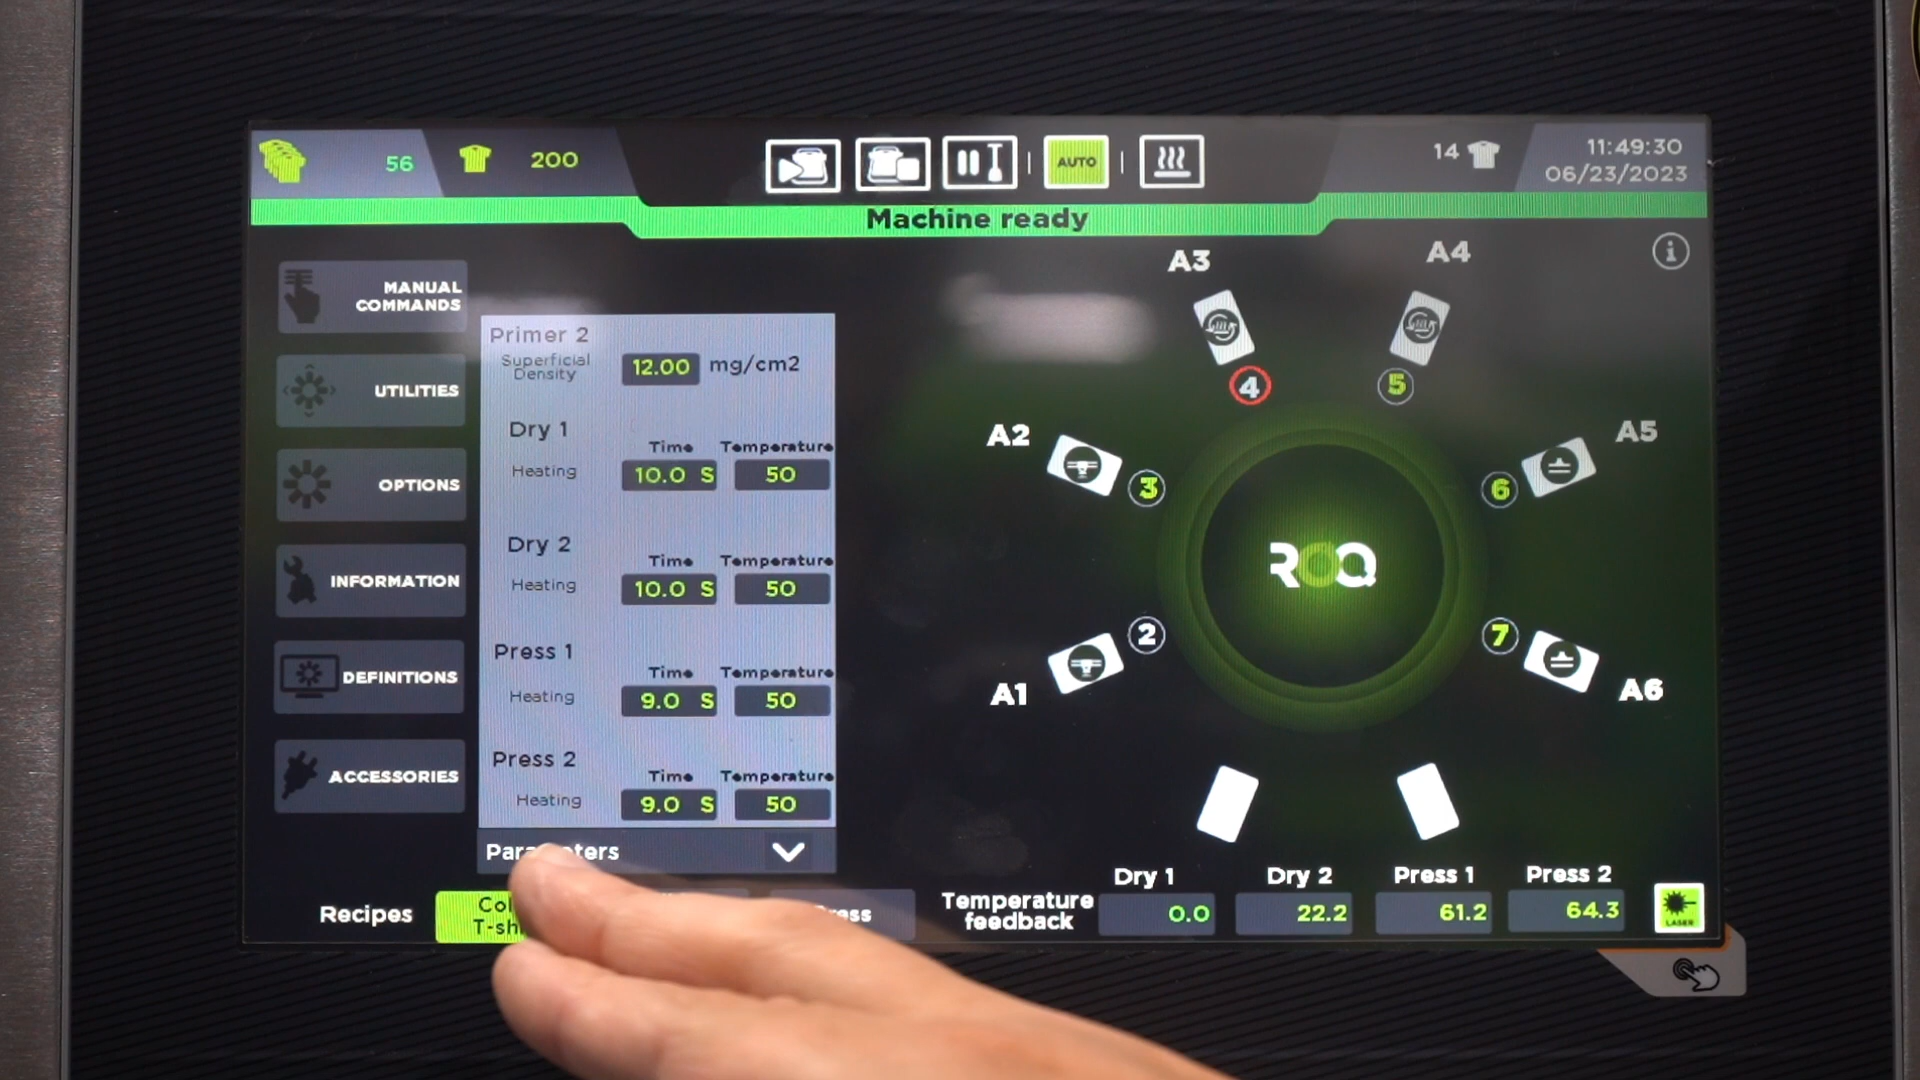 56
200
AUTO
14
11:49:30
06/23/2023
Machine ready
MANUAL
COMMANDS
UTILITIES
OPTIONS
INFORMATION
DEFINITIONS
ACCESSORIES
Primer 2
Superficial
Density
12.00 mg/cm2
Dry 1
Time Temperature
Heating 10.0 S 50
Dry 2
Time Temperature
Heating 10.0 S 50
Press 1
Time Temperature
Heating 9.0 S 50
Press 2
Time Temperature
Heating 9.0 S 50
Parameters
Recipes
A3
A4
4
5
A2
A5
3
6
ROQ
2
7
A1
A6
Temperature
feedback
Dry 1 Dry 2 Press 1 Press 2
0.0 22.2 61.2 64.3
LASER